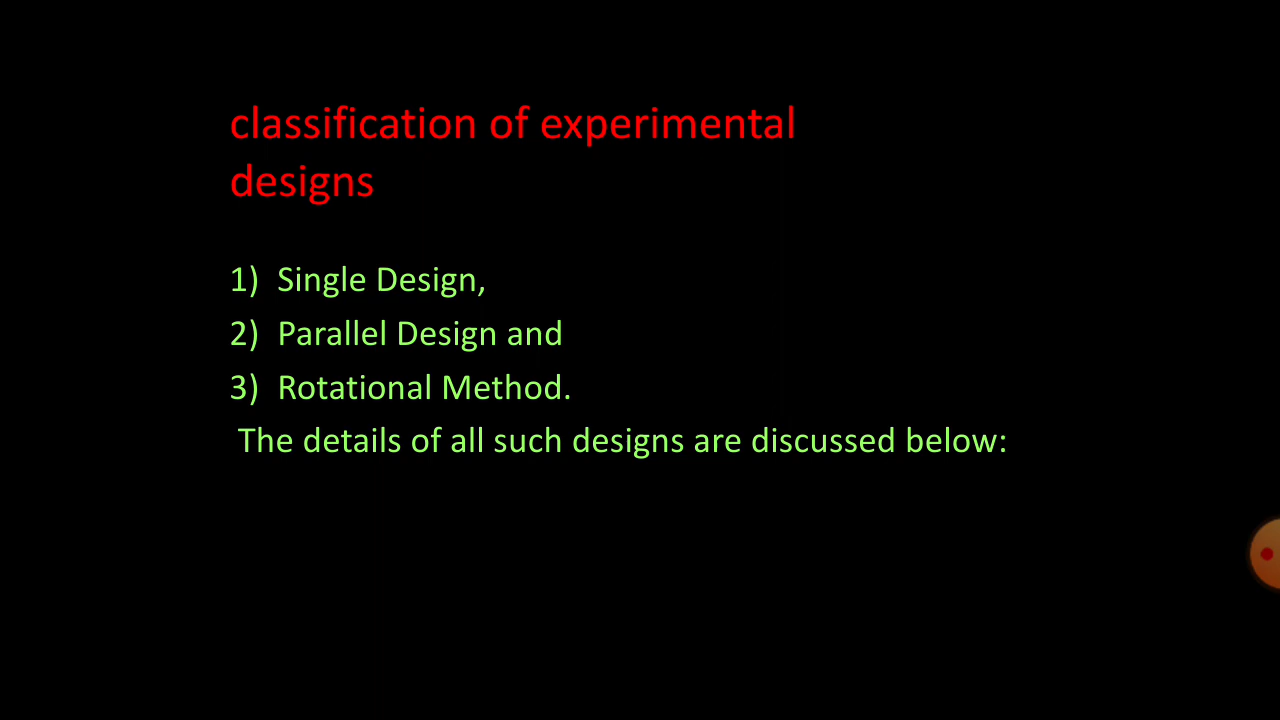 classification of experimental
designs
1) Single Design,
2) Parallel Design and
3) Rotational Method.
The details of all such designs are discussed below: